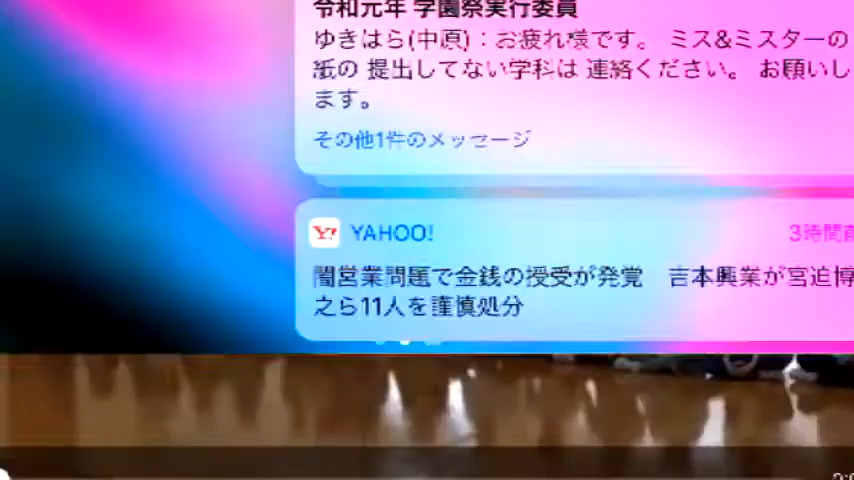 令和元年 学園祭実行委員
ゆきはら(中原):お疲れ様です。 ミス&ミスターの
紙の 提出してない学科は 連絡ください。 お願いし
ます。
その他1件のメッセージ
Y! YAHOO! 3時間前
闇営業問題で金銭の授受が発覚 吉本興業が宮迫博
之ら11人を謹慎処分